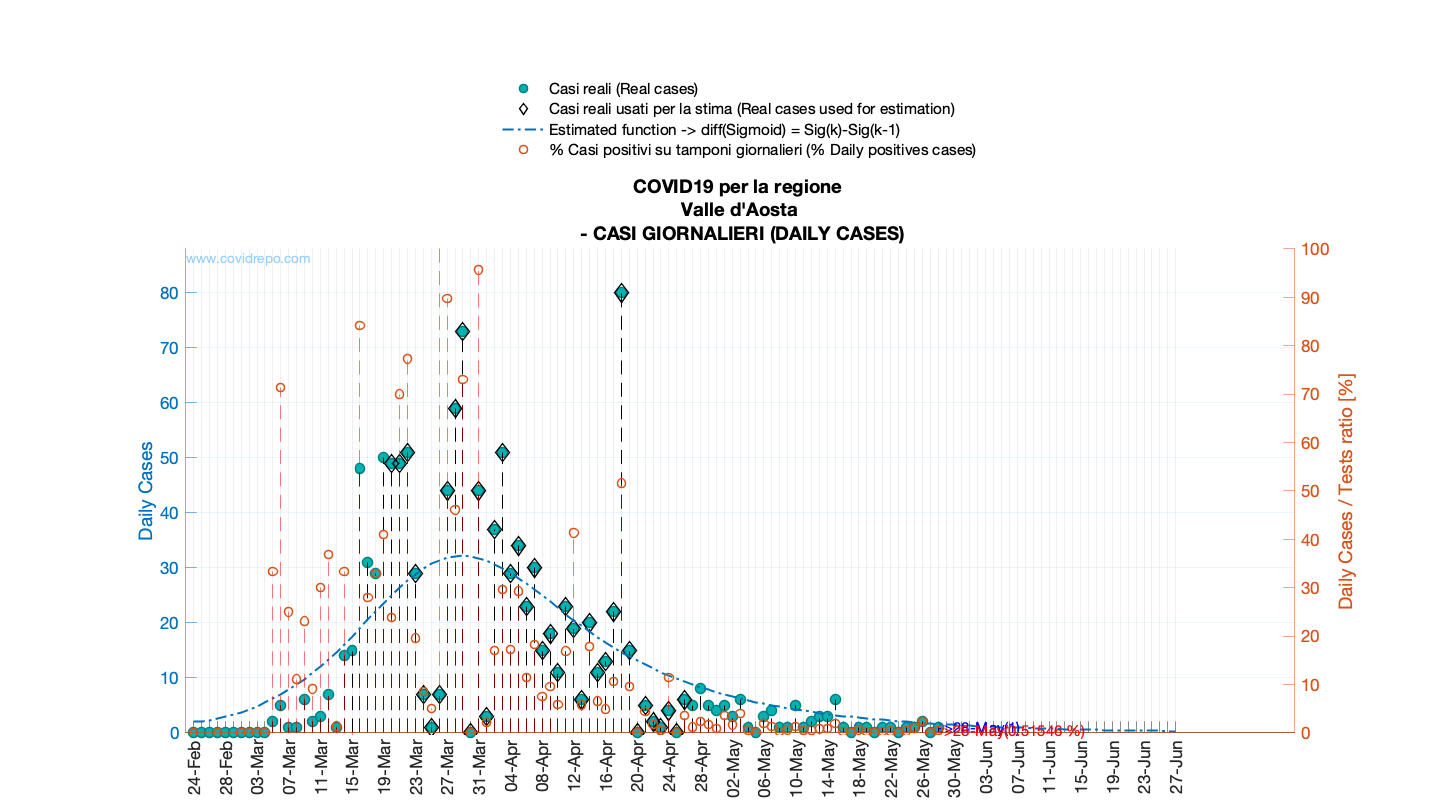 Casi reali (Real cases)
Casi reali usati per la stima (Real cases used for estimation)
Estimated function -> diff(Sigmoid) = Sig(k)-Sig(k-1)
% Casi positivi su tamponi giornalieri (% Daily positives cases)
COVID19 per la regione
Valle d'Aosta
- CASI GIORNALIERI (DAILY CASES)
www.covidrepo.com
Daily Cases
80
70
60
50
40
30
20
10
0
100
90
80
70
60
50
40
30
20
10
0
Daily Cases / Tests ratio [%]
24-Feb 28-Feb 03-Mar 07-Mar 11-Mar 15-Mar 19-Mar 23-Mar 27-Mar 31-Mar 04-Apr 08-Apr 12-Apr 16-Apr 20-Apr 24-Apr 28-Apr 02-May 06-May 10-May 14-May 18-May 22-May 26-May 30-May 03-Jun 07-Jun 11-Jun 15-Jun 19-Jun 23-Jun 27-Jun